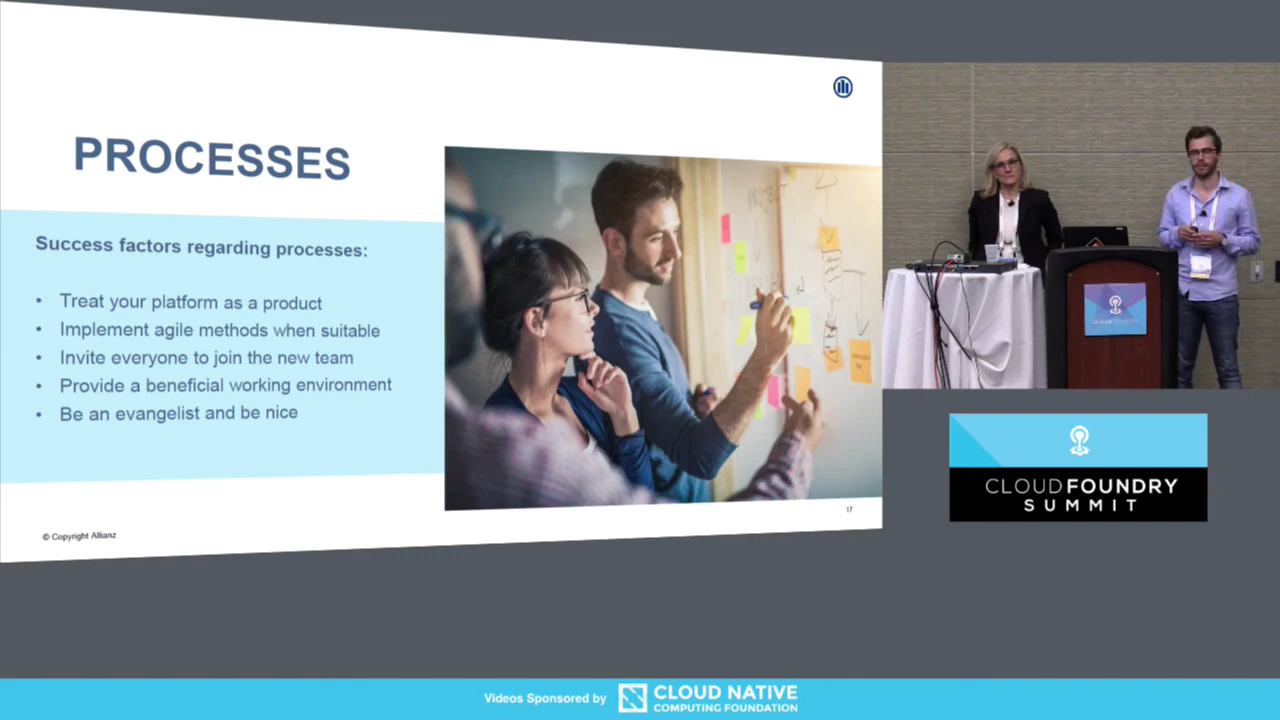 PROCESSES
Success factors regarding processes:
• Treat your platform as a product
• Implement agile methods when suitable
• Invite everyone to join the new team
• Provide a beneficial working environment
• Be an evangelist and be nice
© Copyright Allianz
17
CLOUD FOUNDRY
SUMMIT
Videos Sponsored by
CLOUD NATIVE
COMPUTING FOUNDATION